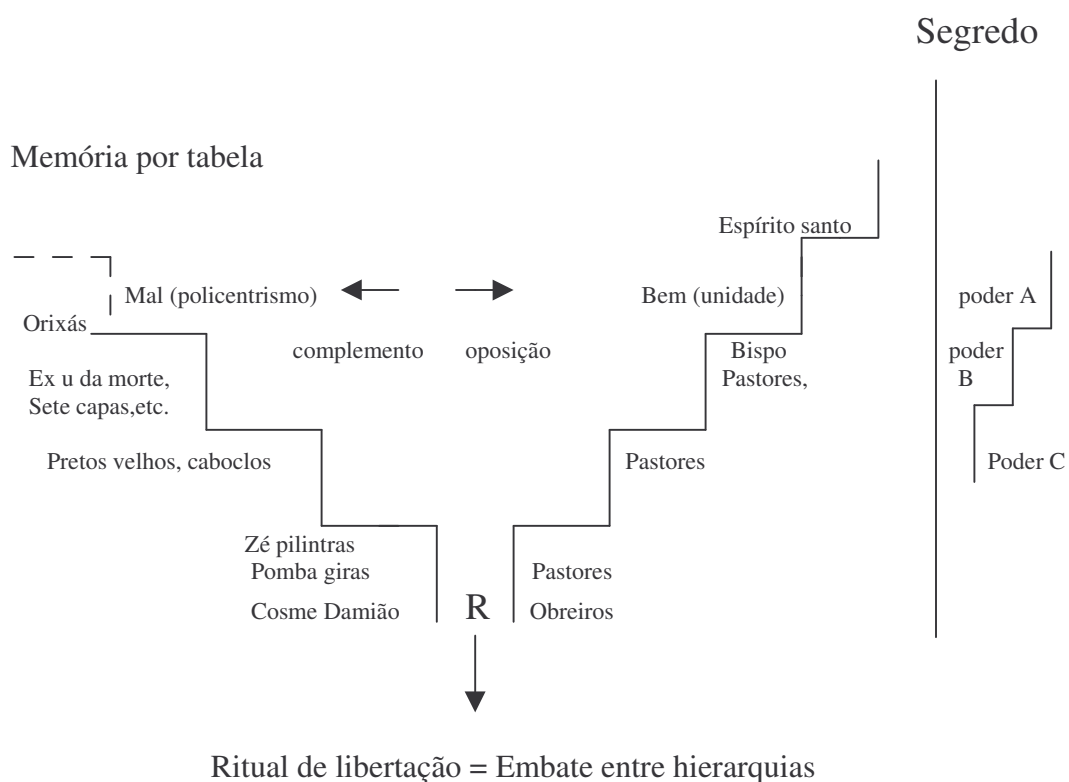 Segredo
Memória por tabela
Espírito santo
Mal (policentrismo)
Bem (unidade)
poder A
Orixás
complemento
oposição
Bispo
Pastores,
poder
B
Ex u da morte,
Sete capas,etc.
Pretos velhos, caboclos
Pastores
Poder C
Zé pilintras
Pomba giras
Cosme Damião
R
Pastores
Obreiros
Ritual de libertação = Embate entre hierarquias